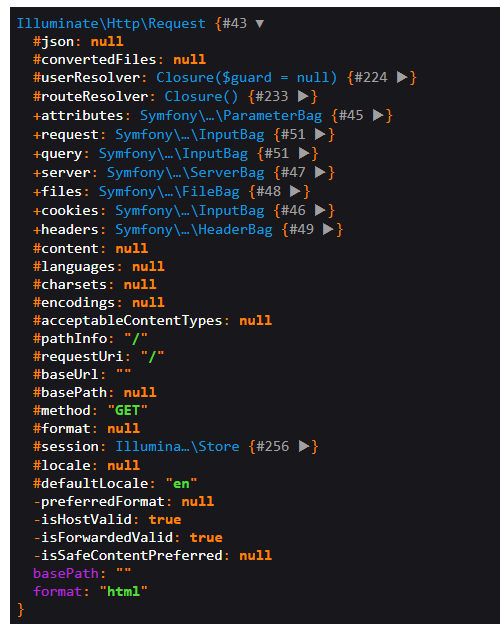 Illuminate\Http\Request {#43 ▼
  #json: null
  #convertedFiles: null
  #userResolver: Closure($guard = null) {#224 ▶}
  #routeResolver: Closure() {#233 ▶}
  +attributes: Symfony\…\ParameterBag {#45 ▶}
  +request: Symfony\…\InputBag {#51 ▶}
  +query: Symfony\…\InputBag {#51 ▶}
  +server: Symfony\…\ServerBag {#47 ▶}
  +files: Symfony\…\FileBag {#48 ▶}
  +cookies: Symfony\…\InputBag {#46 ▶}
  +headers: Symfony\…\HeaderBag {#49 ▶}
  #content: null
  #languages: null
  #charsets: null
  #encodings: null
  #acceptableContentTypes: null
  #pathInfo: "/"
  #requestUri: "/"
  #baseUrl: ""
  #basePath: null
  #method: "GET"
  #format: null
  #session: Illumina…\Store {#256 ▶}
  #locale: null
  #defaultLocale: "en"
  -preferredFormat: null
  -isHostValid: true
  -isForwardedValid: true
  -isSafeContentPreferred: null
  basePath: ""
  format: "html"
}